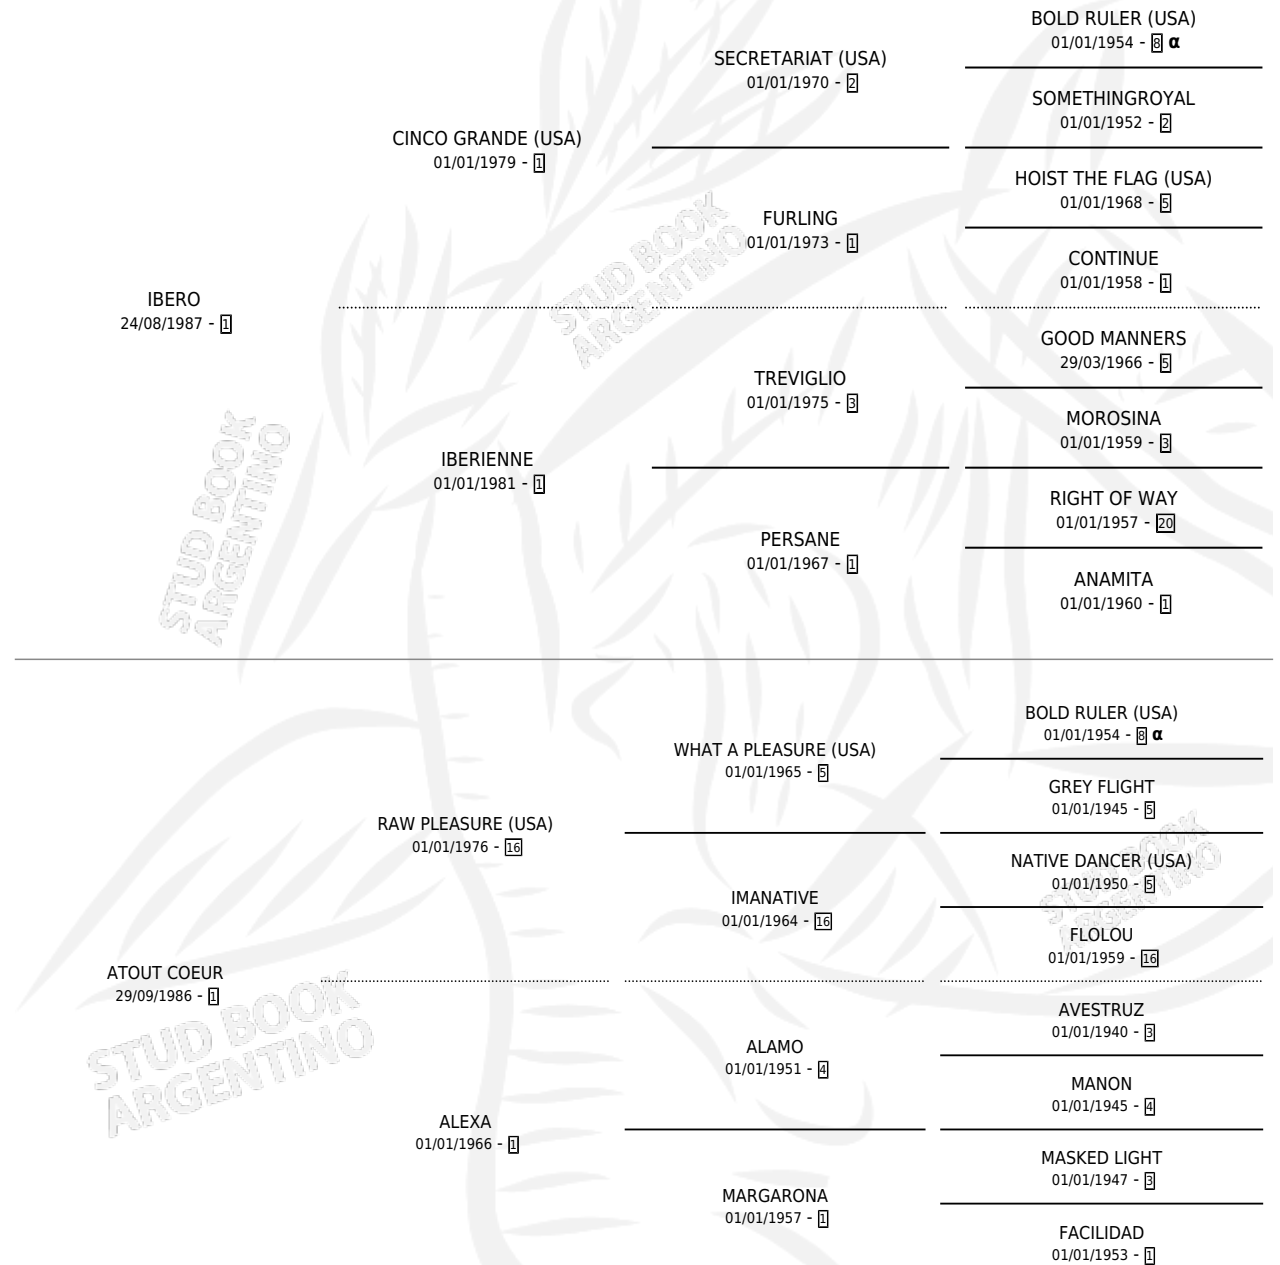 BOLD RULER (USA)
01/01/1954 - 8 α
SECRETARIAT (USA)
01/01/1970 - 2
SOMETHINGROYAL
01/01/1952 - 2
CINCO GRANDE (USA)
01/01/1979 - 1
HOIST THE FLAG (USA)
01/01/1968 - 5
FURLING
01/01/1973 - 1
CONTINUE
01/01/1958 - 1
IBERO
24/08/1987 - 1
GOOD MANNERS
29/03/1966 - 5
TREVIGLIO
01/01/1975 - 3
MOROSINA
01/01/1959 - 3
IBERIENNE
01/01/1981 - 1
RIGHT OF WAY
01/01/1957 - 20
PERSANE
01/01/1967 - 1
ANAMITA
01/01/1960 - 1
BOLD RULER (USA)
01/01/1954 - 8 α
WHAT A PLEASURE (USA)
01/01/1965 - 5
GREY FLIGHT
01/01/1945 - 5
RAW PLEASURE (USA)
01/01/1976 - 16
NATIVE DANCER (USA)
01/01/1950 - 5
IMANATIVE
01/01/1964 - 16
FLOLOU
01/01/1959 - 16
ATOUT COEUR
29/09/1986 - 1
AVESTRUZ
01/01/1940 - 3
ALAMO
01/01/1951 - 4
MANON
01/01/1945 - 4
ALEXA
01/01/1966 - 1
MASKED LIGHT
01/01/1947 - 3
MARGARONA
01/01/1957 - 1
FACILIDAD
01/01/1953 - 1
STUD BOOK
ARGENTINO
STUD BOOK
ARGENTINO
STUD BOOK
ARGENTINO
STUD BOOK
ARGENTINO